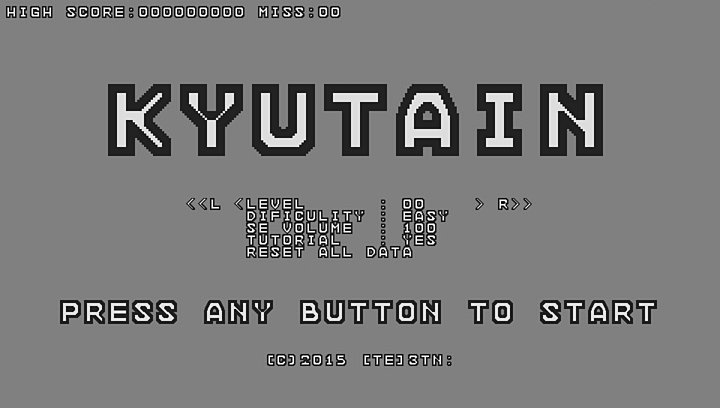 HIGH SCORE:000000000 MISS:00
KYUTAIN
<<L <LEVEL : 00 > R>>
DIFICULITY : EASY
SE VOLUME : 100
TUTORIAL : YES
RESET ALL DATA
PRESS ANY BUTTON TO START
[C]2015 [TE]3TN: